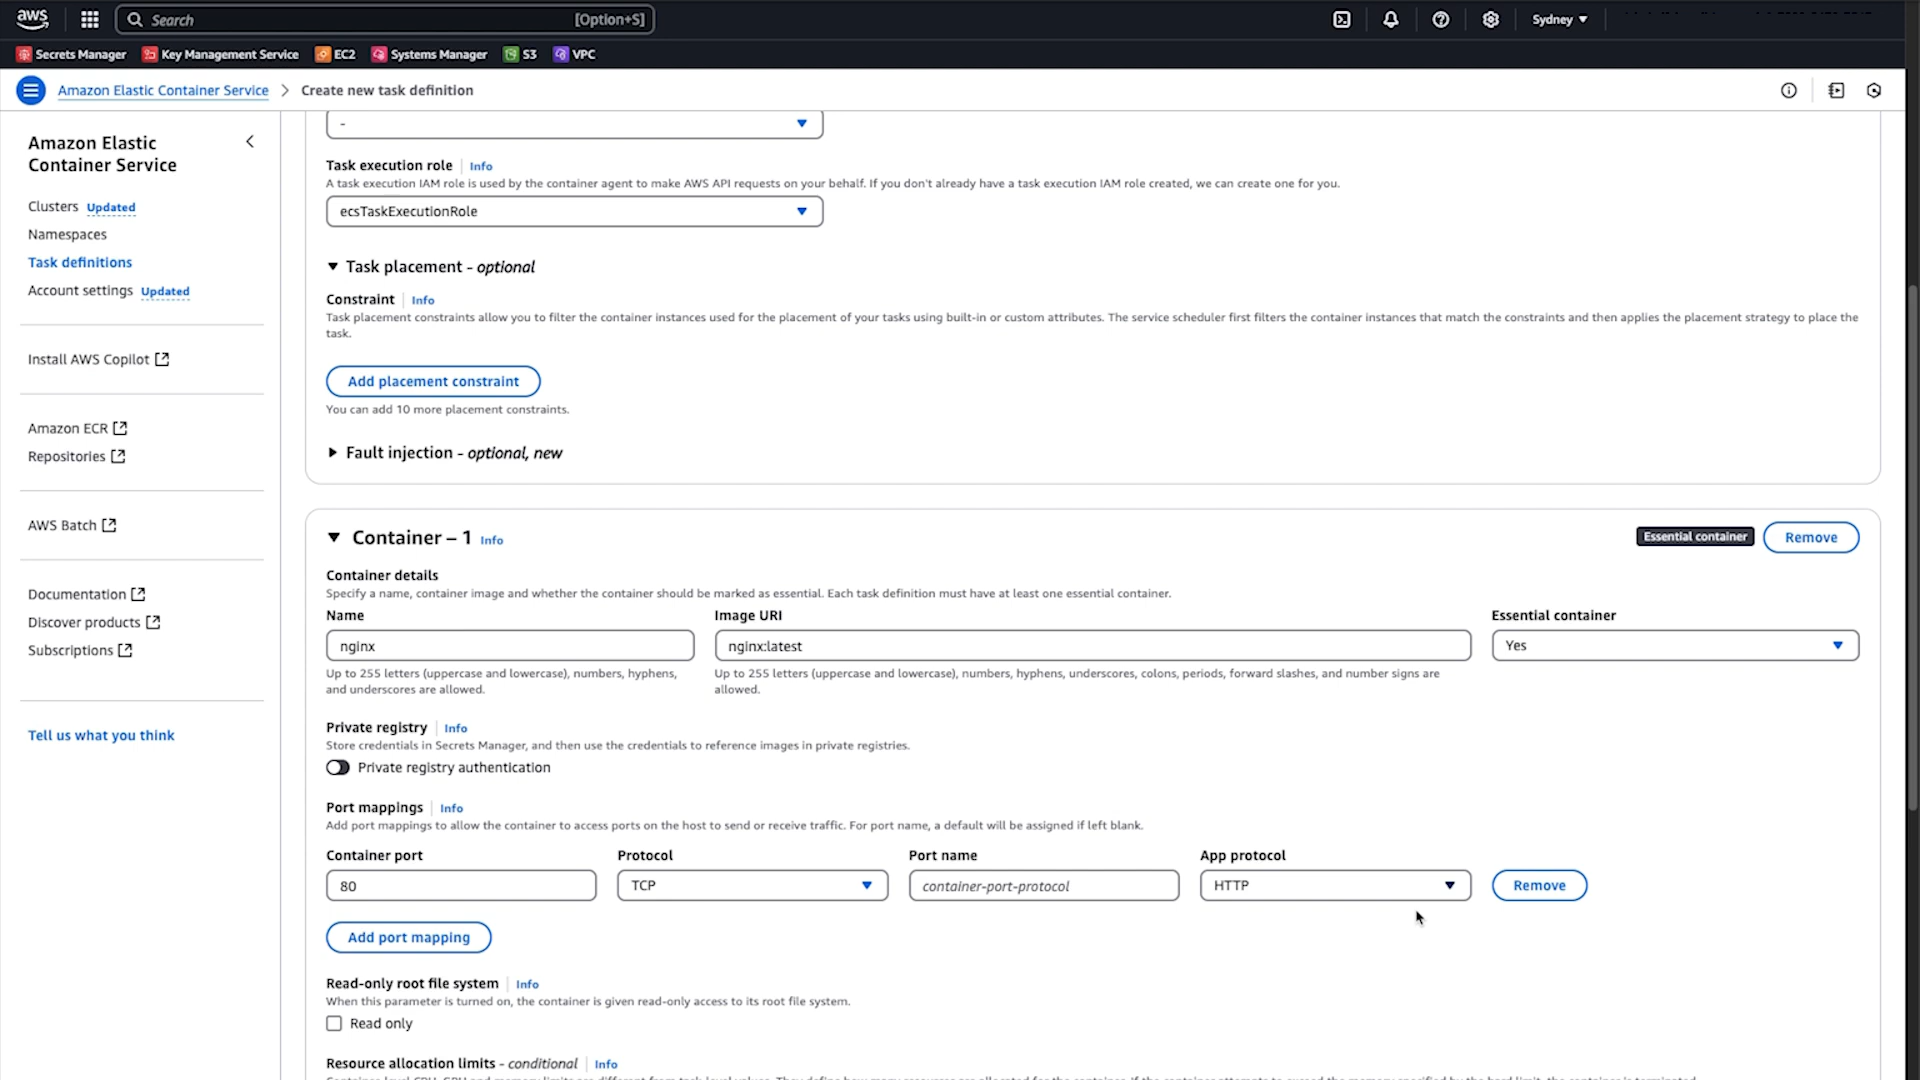 aws
Search
[Option+S]
Sydney
Secrets Manager
Key Management Service
EC2
Systems Manager
S3
VPC
Amazon Elastic Container Service
Create new task definition
Amazon Elastic
Container Service
Clusters Updated
Namespaces
Task definitions
Account settings Updated
Install AWS Copilot
Amazon ECR
Repositories
AWS Batch
Documentation
Discover products
Subscriptions
Tell us what you think
-
Task execution role Info
A task execution IAM role is used by the container agent to make AWS API requests on your behalf. If you don't already have a task execution IAM role created, we can create one for you.
ecsTaskExecutionRole
Task placement - optional
Constraint Info
Task placement constraints allow you to filter the container instances used for the placement of your tasks using built-in or custom attributes. The service scheduler first filters the container instances that match the constraints and then applies the placement strategy to place the
task.
Add placement constraint
You can add 10 more placement constraints.
Fault injection - optional, new
Container – 1 Info
Essential container
Remove
Container details
Specify a name, container image and whether the container should be marked as essential. Each task definition must have at least one essential container.
Name
Image URI
Essential container
nginx
nginx:latest
Yes
Up to 255 letters (uppercase and lowercase), numbers, hyphens,
and underscores are allowed.
Up to 255 letters (uppercase and lowercase), numbers, hyphens, underscores, colons, periods, forward slashes, and number signs are
allowed.
Private registry Info
Store credentials in Secrets Manager, and then use the credentials to reference images in private registries.
Private registry authentication
Port mappings Info
Add port mappings to allow the container to access ports on the host to send or receive traffic. For port name, a default will be assigned if left blank.
Container port
Protocol
Port name
App protocol
80
TCP
container-port-protocol
HTTP
Remove
Add port mapping
Read-only root file system Info
When this parameter is turned on, the container is given read-only access to its root file system.
Read only
Resource allocation limits - conditional Info